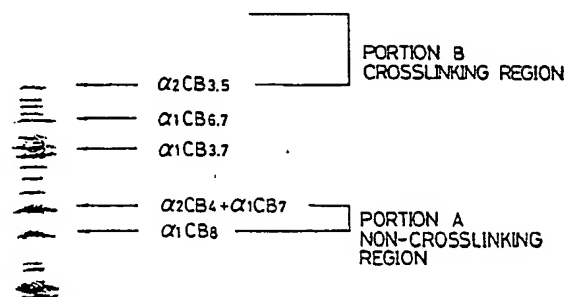 PORTION B
CROSSLINKING REGION
α2CB3.5
α1CB6.7
α1CB3.7
α2CB4+α1CB7
α1CB8
PORTION A
NON-CROSSLINKING
REGION